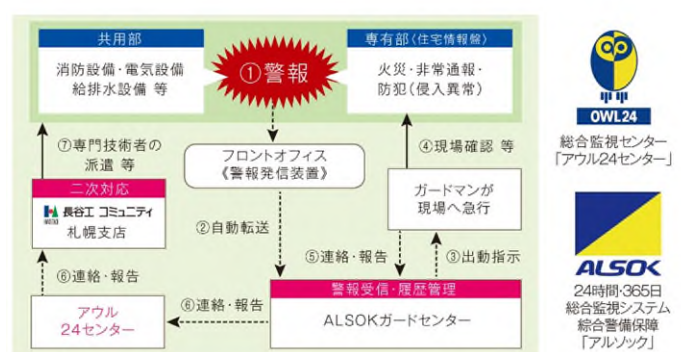 共用部
消防設備･電気設備
給排水設備 等
①警報
専有部〈住宅情報盤〉
火災･非常通報･
防犯(侵入異常)
⑦専門技術者の
派遣 等
フロントオフィス
《警報発信装置》
④現場確認 等
二次対応
長谷工 コミュニティ
札幌支店
②自動転送
ガードマンが
現場へ急行
⑤連絡･報告
③出動指示
⑥連絡･報告
アウル
24センター
⑥連絡･報告
警報受信･履歴管理
ALSOKガードセンター
OWL24
総合監視センター
「アウル24センター」
ALSOK
24時間･365日
総合監視システム
綜合警備保障
「アルソック」